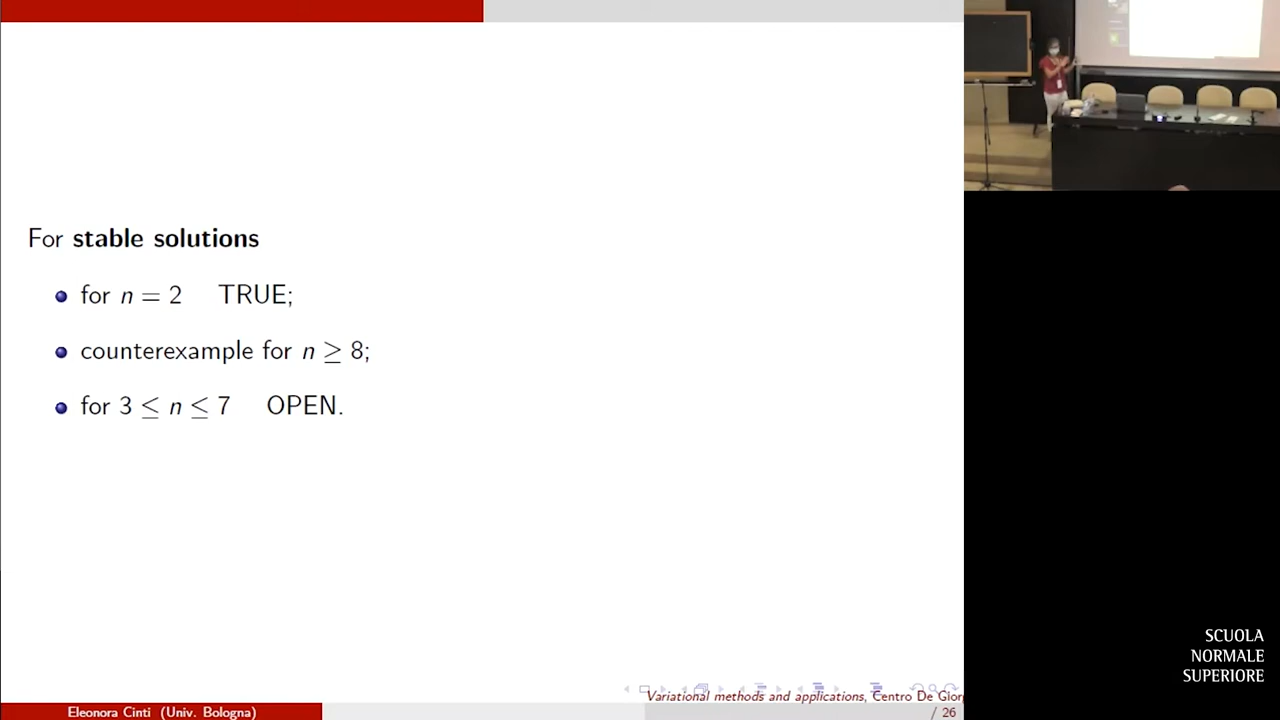 For stable solutions
for n = 2 TRUE;
counterexample for n ≥ 8;
for 3 ≤ n ≤ 7 OPEN.
Variational methods and applications, Centro De Gior
Eleonora Cinti (Univ. Bologna)
/ 26
SCUOLA
NORMALE
SUPERIORE